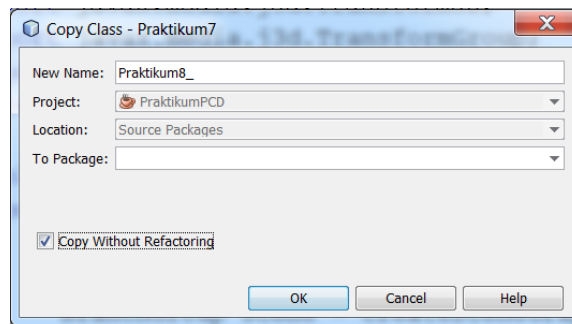 Copy Class - Praktikum7
New Name: Praktikum8_
Project: PraktikumPCD
Location: Source Packages
To Package:
Copy Without Refactoring
OK Cancel Help